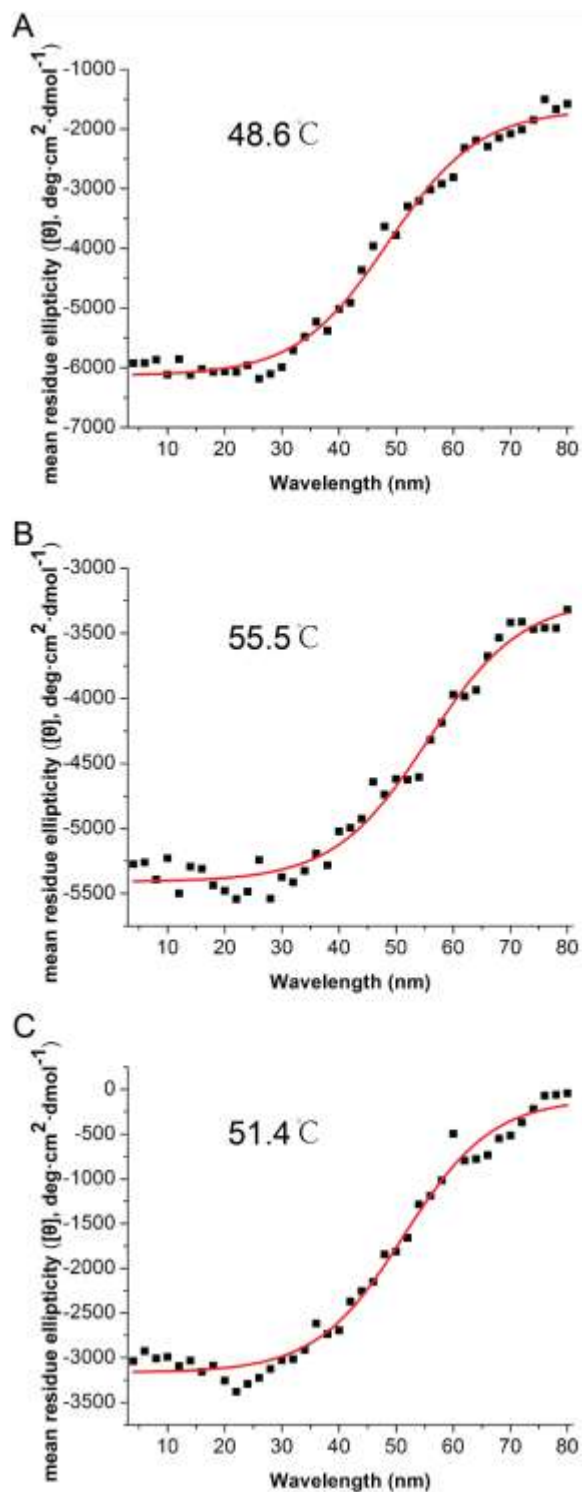 A
mean residue ellipticity ([θ], deg·cm²·dmol⁻¹)
-1000
-2000
-3000
-4000
-5000
-6000
-7000
48.6℃
10 20 30 40 50 60 70 80
Wavelength (nm)
B
mean residue ellipticity ([θ], deg·cm²·dmol⁻¹)
-3000
-3500
-4000
-4500
-5000
-5500
55.5℃
10 20 30 40 50 60 70 80
Wavelength (nm)
C
mean residue ellipticity ([θ], deg·cm²·dmol⁻¹)
0
-500
-1000
-1500
-2000
-2500
-3000
-3500
51.4℃
10 20 30 40 50 60 70 80
Wavelength (nm)